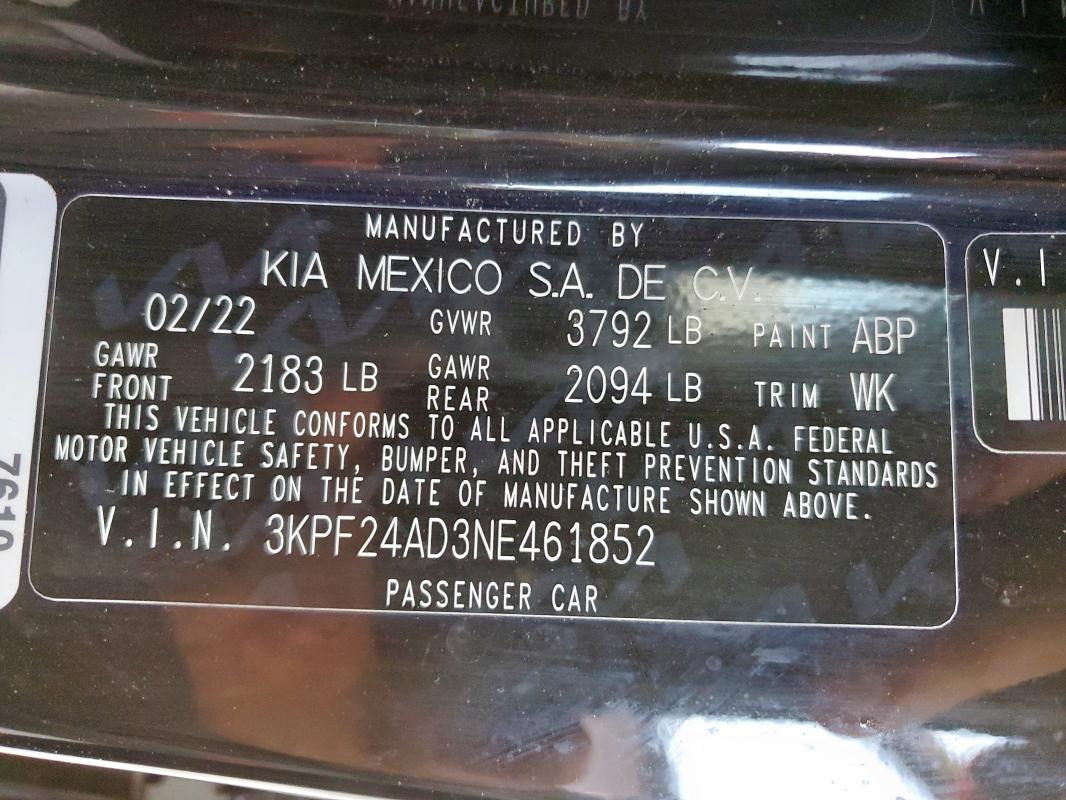 MANUFACTURED BY
KIA MEXICO S.A. DE C.V.
02/22 GVWR 3792 LB PAINT ABP
GAWR FRONT 2183 LB GAWR REAR 2094 LB TRIM WK
THIS VEHICLE CONFORMS TO ALL APPLICABLE U.S.A. FEDERAL
MOTOR VEHICLE SAFETY, BUMPER, AND THEFT PREVENTION STANDARDS
IN EFFECT ON THE DATE OF MANUFACTURE SHOWN ABOVE.
V.I.N. 3KPF24AD3NE461852
PASSENGER CAR
V.I